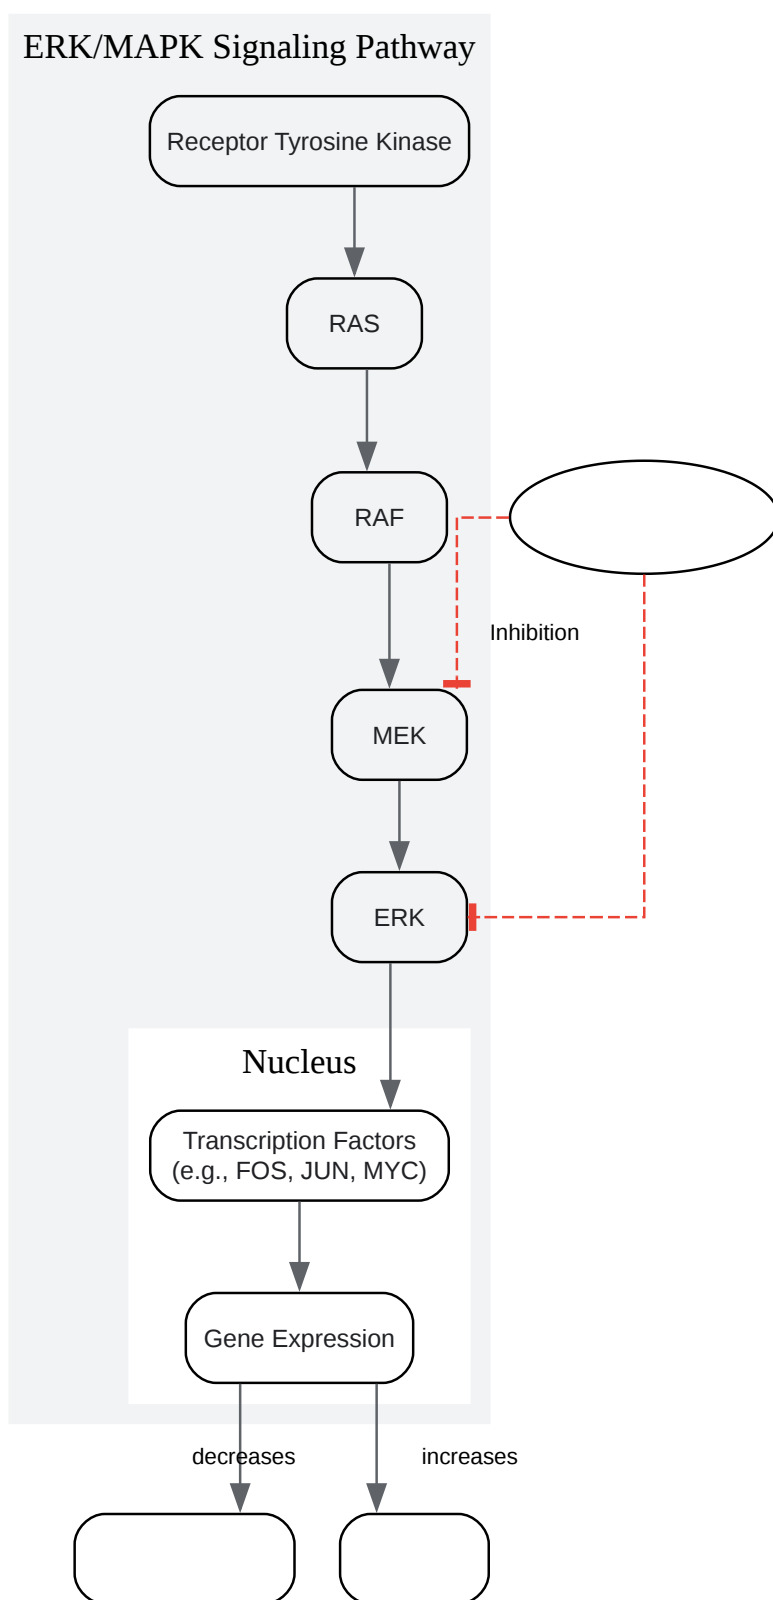 ERK/MAPK Signaling Pathway
Receptor Tyrosine Kinase
RAS
RAF
Inhibition
MEK
ERK
Nucleus
Transcription Factors
(e.g., FOS, JUN, MYC)
Gene Expression
decreases
increases